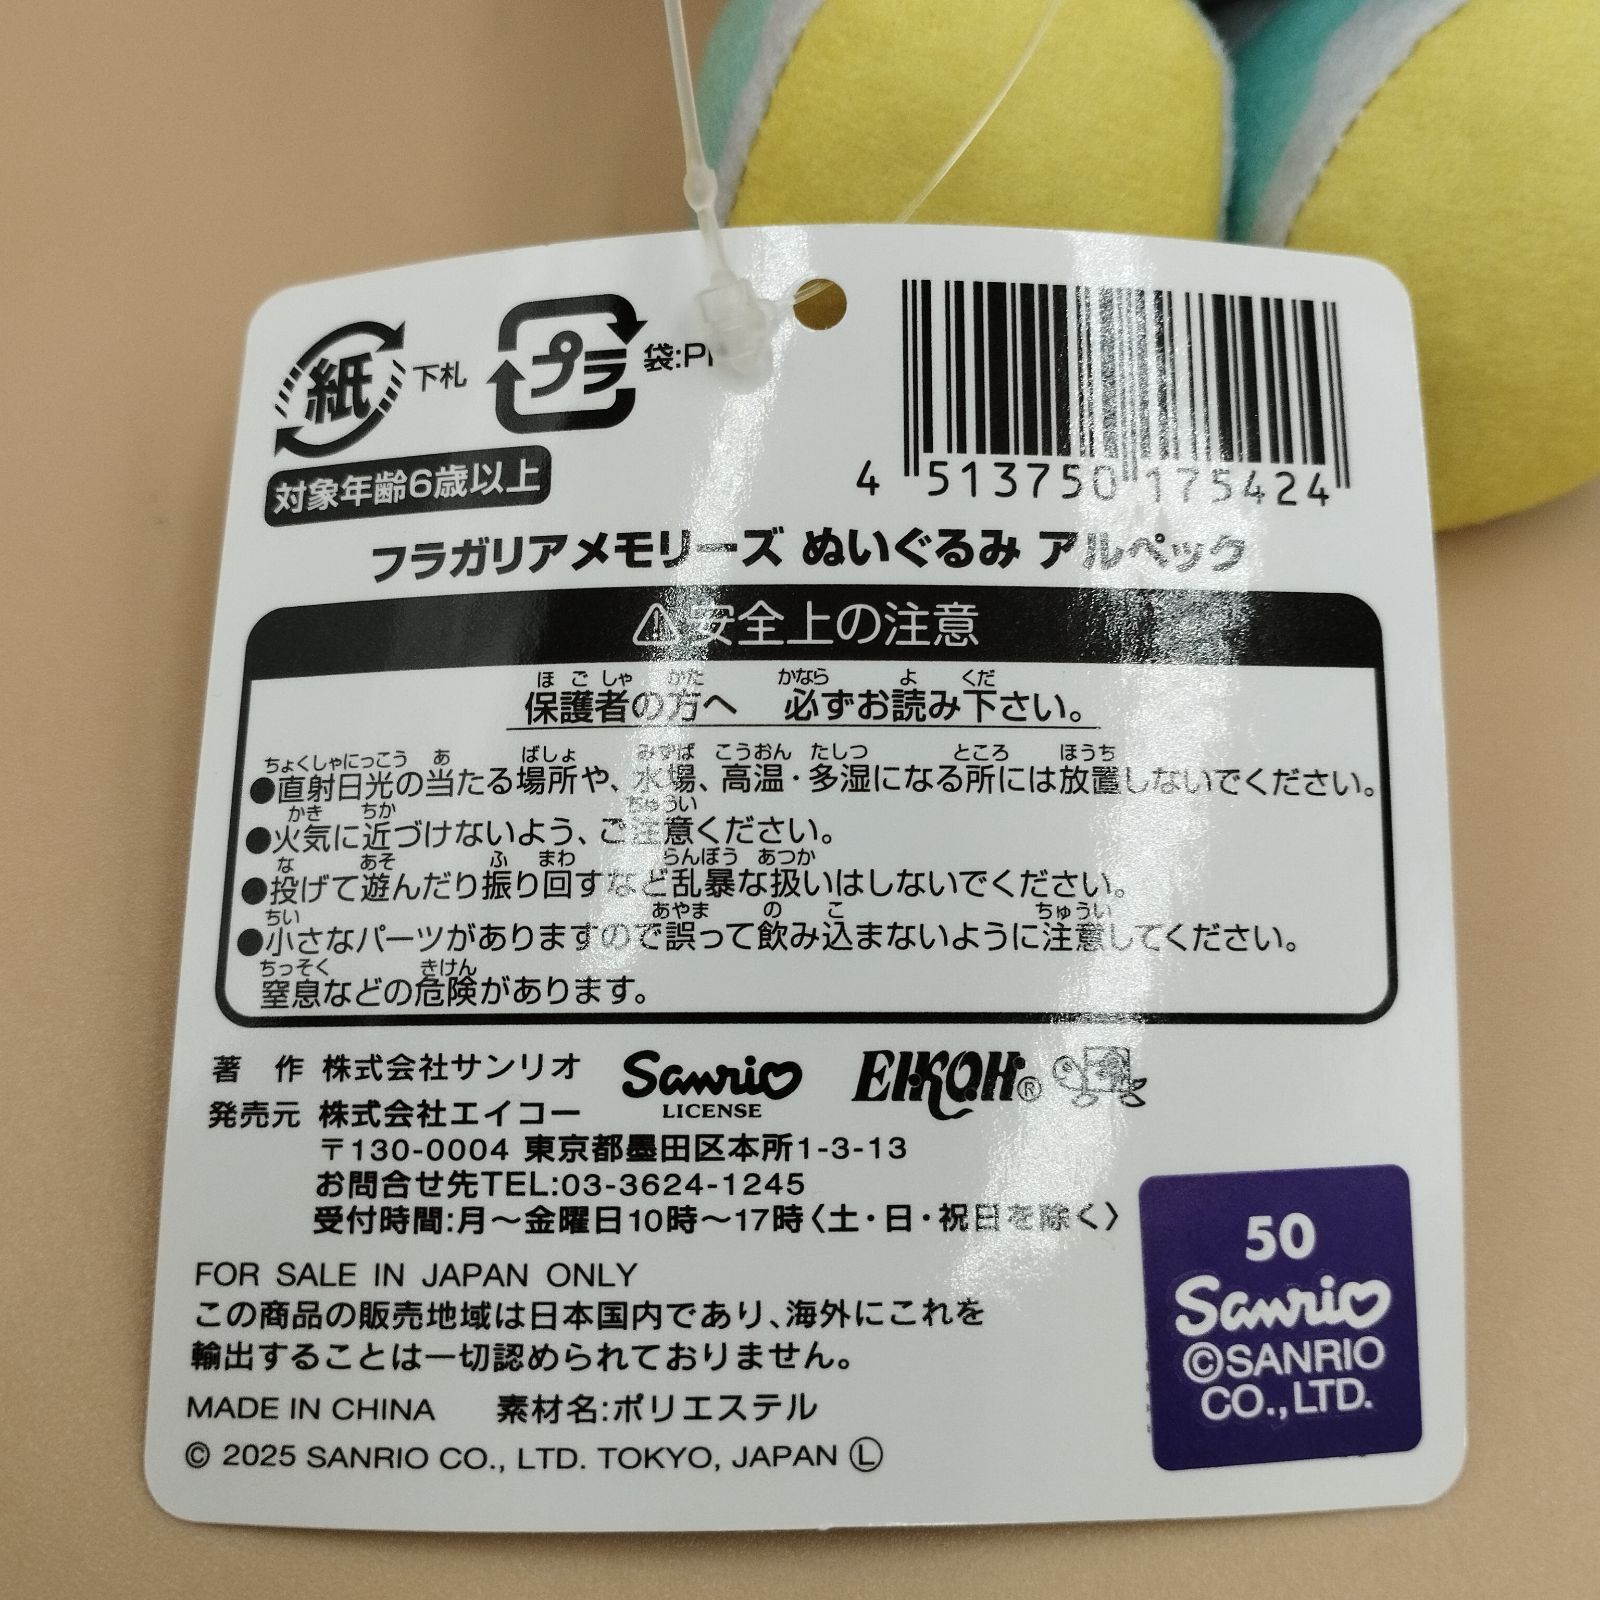 紙 下札 プラ 袋:P
対象年齢6歳以上
4 513750 175424
フラガリアメモリーズ ぬいぐるみ アルペック
⚠安全上の注意
ほごしゃ かた かなら よ くだ
保護者の方へ 必ずお読み下さい。
ちょくしゃにっこう あ ばしょ みずば こうおん たしつ ところ ほうち
●直射日光の当たる場所や、水場、高温・多湿になる所には放置しないでください。
かき ちか ちゅうい
●火気に近づけないよう、ご注意ください。
な あそ ふ まわ らんぼう あつか
●投げて遊んだり振り回すなど乱暴な扱いはしないでください。
ちい あやま の こ ちゅうい
●小さなパーツがありますので誤って飲み込まないように注意してください。
ちっそく きけん
窒息などの危険があります。
著 作 株式会社サンリオ Sanrio LICENSE EIKOH®
発売元 株式会社エイコー
〒130-0004 東京都墨田区本所1-3-13
お問合せ先TEL:03-3624-1245
受付時間:月〜金曜日10時〜17時〈土・日・祝日を除く〉
FOR SALE IN JAPAN ONLY
この商品の販売地域は日本国内であり、海外にこれを
輸出することは一切認められておりません。
MADE IN CHINA 素材名:ポリエステル
© 2025 SANRIO CO., LTD. TOKYO, JAPAN Ⓛ
50
Sanrio
©SANRIO
CO., LTD.